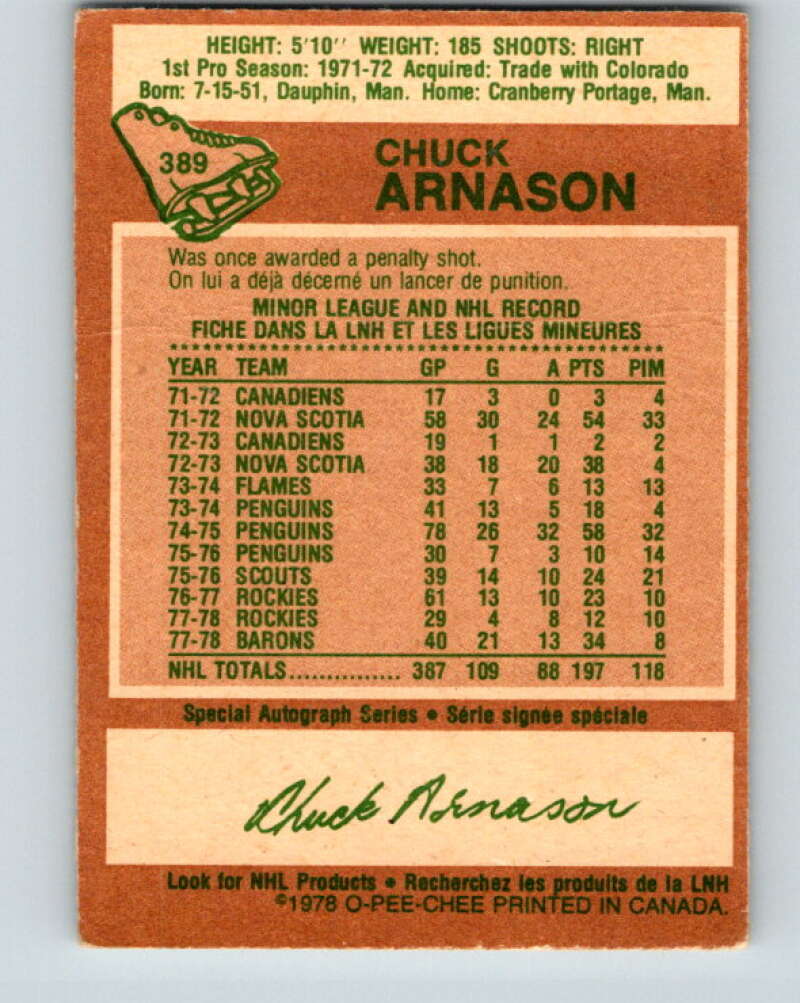 HEIGHT: 5'10'' WEIGHT: 185 SHOOTS: RIGHT
1st Pro Season: 1971-72 Acquired: Trade with Colorado
Born: 7-15-51, Dauphin, Man. Home: Cranberry Portage, Man.
389
CHUCK
ARNASON
Was once awarded a penalty shot.
On lui a déjà décerné un lancer de punition.
MINOR LEAGUE AND NHL RECORD
FICHE DANS LA LNH ET LES LIGUES MINEURES
YEAR TEAM GP G A PTS PIM
71-72 CANADIENS 17 3 0 3 4
71-72 NOVA SCOTIA 58 30 24 54 33
72-73 CANADIENS 19 1 1 2 2
72-73 NOVA SCOTIA 38 18 20 38 4
73-74 FLAMES 33 7 6 13 13
73-74 PENGUINS 41 13 5 18 4
74-75 PENGUINS 78 26 32 58 32
75-76 PENGUINS 30 7 3 10 14
75-76 SCOUTS 39 14 10 24 21
76-77 ROCKIES 61 13 10 23 10
77-78 ROCKIES 29 4 8 12 10
77-78 BARONS 40 21 13 34 8
NHL TOTALS............... 387 109 88 197 118
Special Autograph Series • Série signée spéciale
Chuck Arnason
Look for NHL Products • Recherchez les produits de la LNH
©1978 O-PEE-CHEE PRINTED IN CANADA.